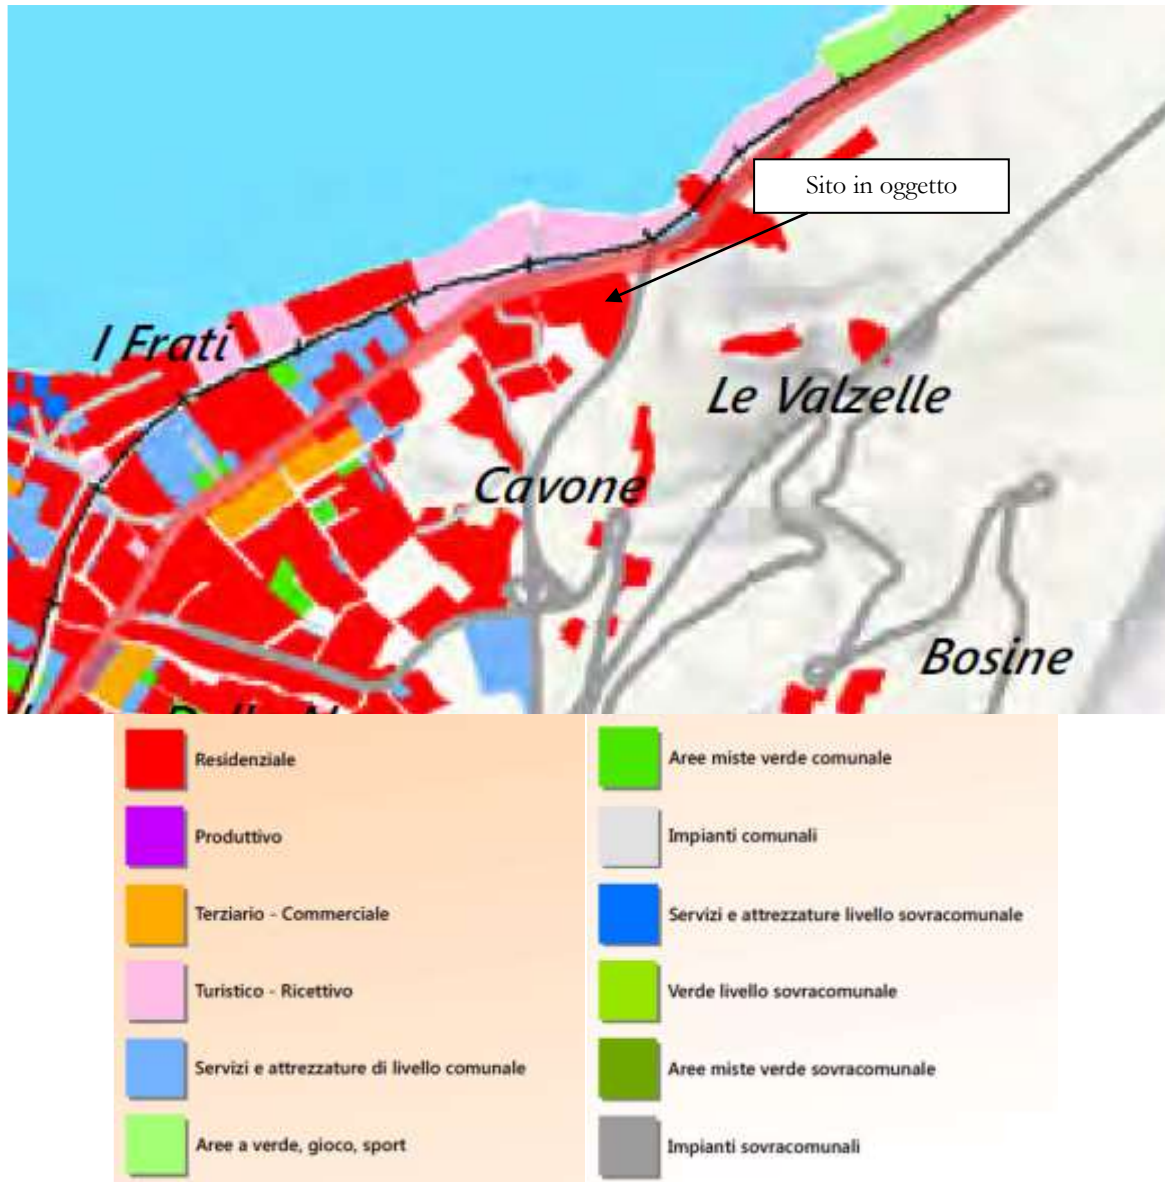 Sito in oggetto
I Frati
Le Valzelle
Cavone
Bosine
Residenziale
Produttivo
Terziario - Commerciale
Turistico - Ricettivo
Servizi e attrezzature di livello comunale
Aree a verde, gioco, sport
Aree miste verde comunale
Impianti comunali
Servizi e attrezzature livello sovracomunale
Verde livello sovracomunale
Aree miste verde sovracomunale
Impianti sovracomunali